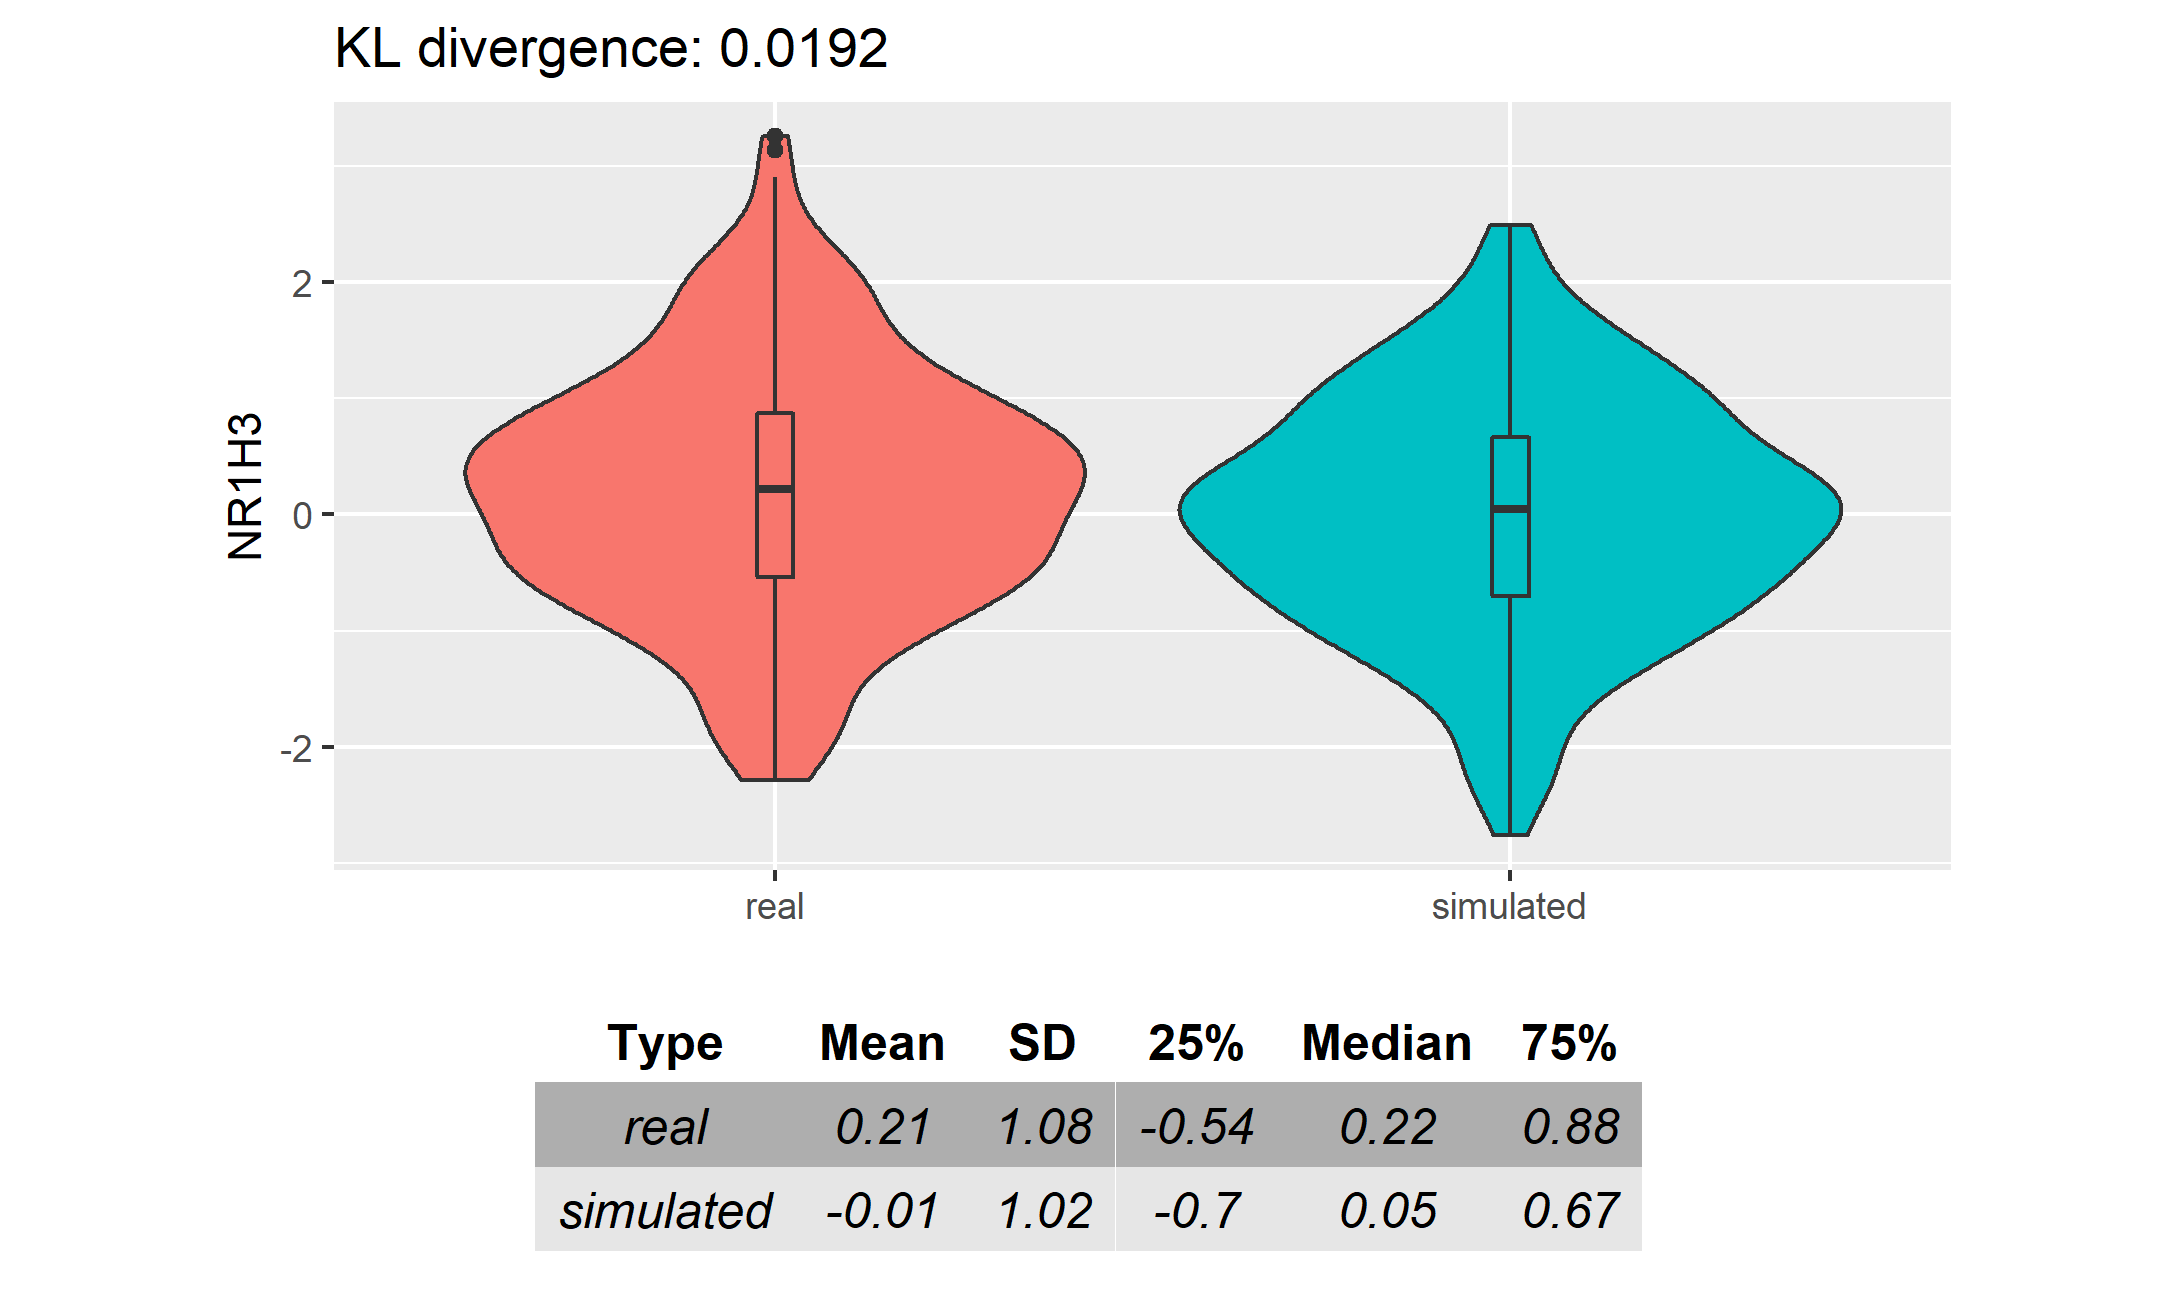 KL divergence: 0.0192
NR1H3
2
0
-2
real simulated
Type Mean SD 25% Median 75%
real 0.21 1.08 -0.54 0.22 0.88
simulated -0.01 1.02 -0.7 0.05 0.67